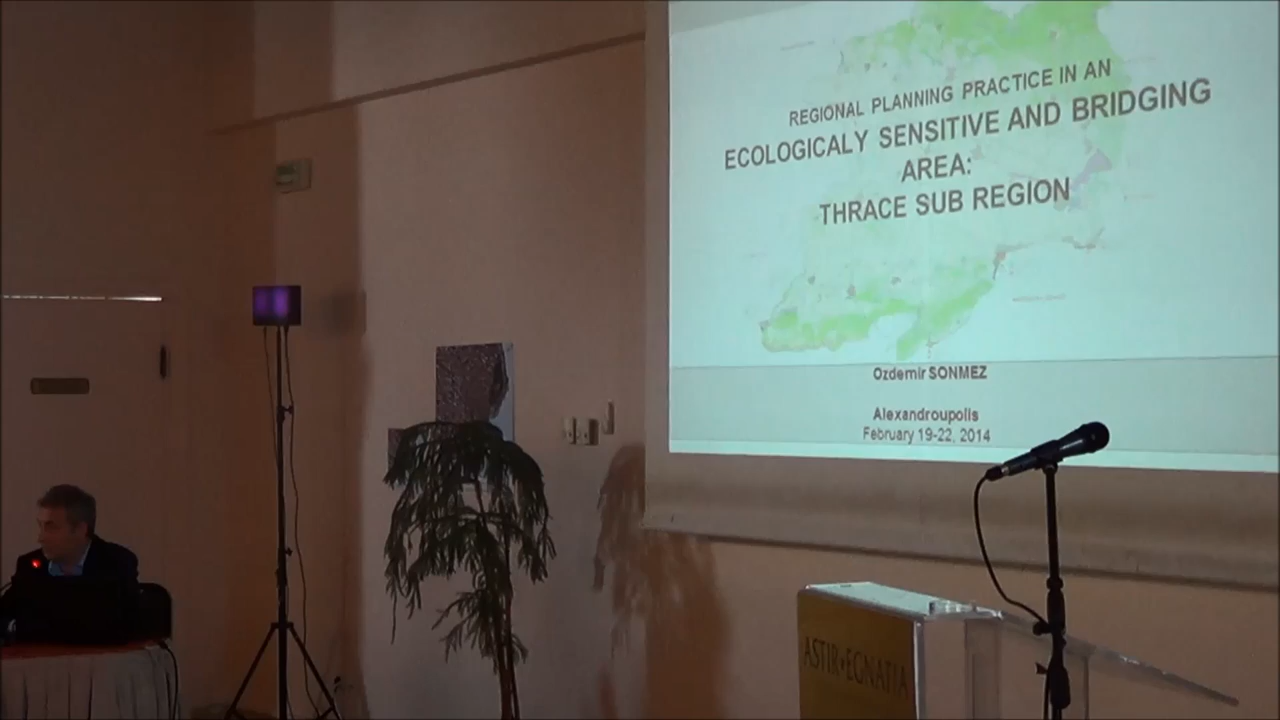 REGIONAL PLANNING PRACTICE IN AN
ECOLOGICALY SENSITIVE AND BRIDGING
AREA:
THRACE SUB REGION
Ozdemir SONMEZ
Alexandroupolis
February 19-22, 2014
ASTIR•EGNATIA